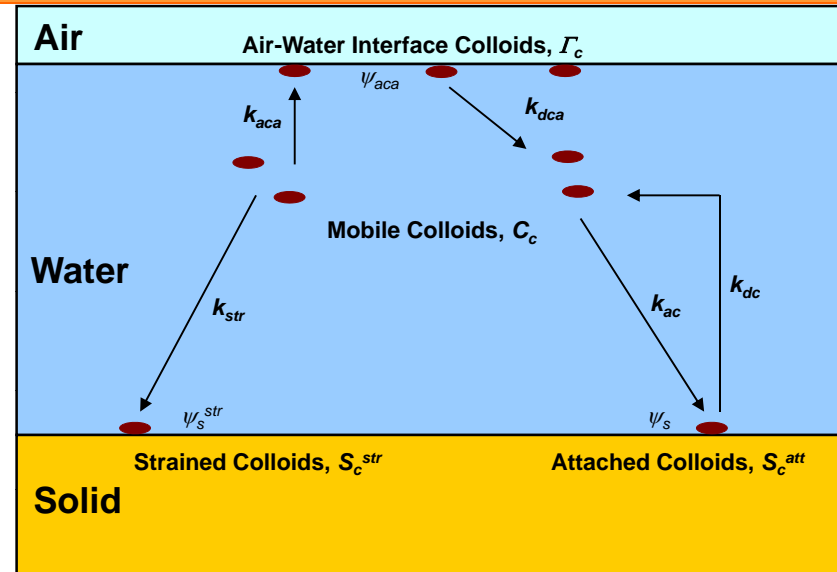 Air
Air-Water Interface Colloids, Γc
ψaca
kaca
kdca
Mobile Colloids, Cc
Water
kstr
kac
kdc
ψsstr
ψs
Strained Colloids, Scstr
Attached Colloids, Scatt
Solid